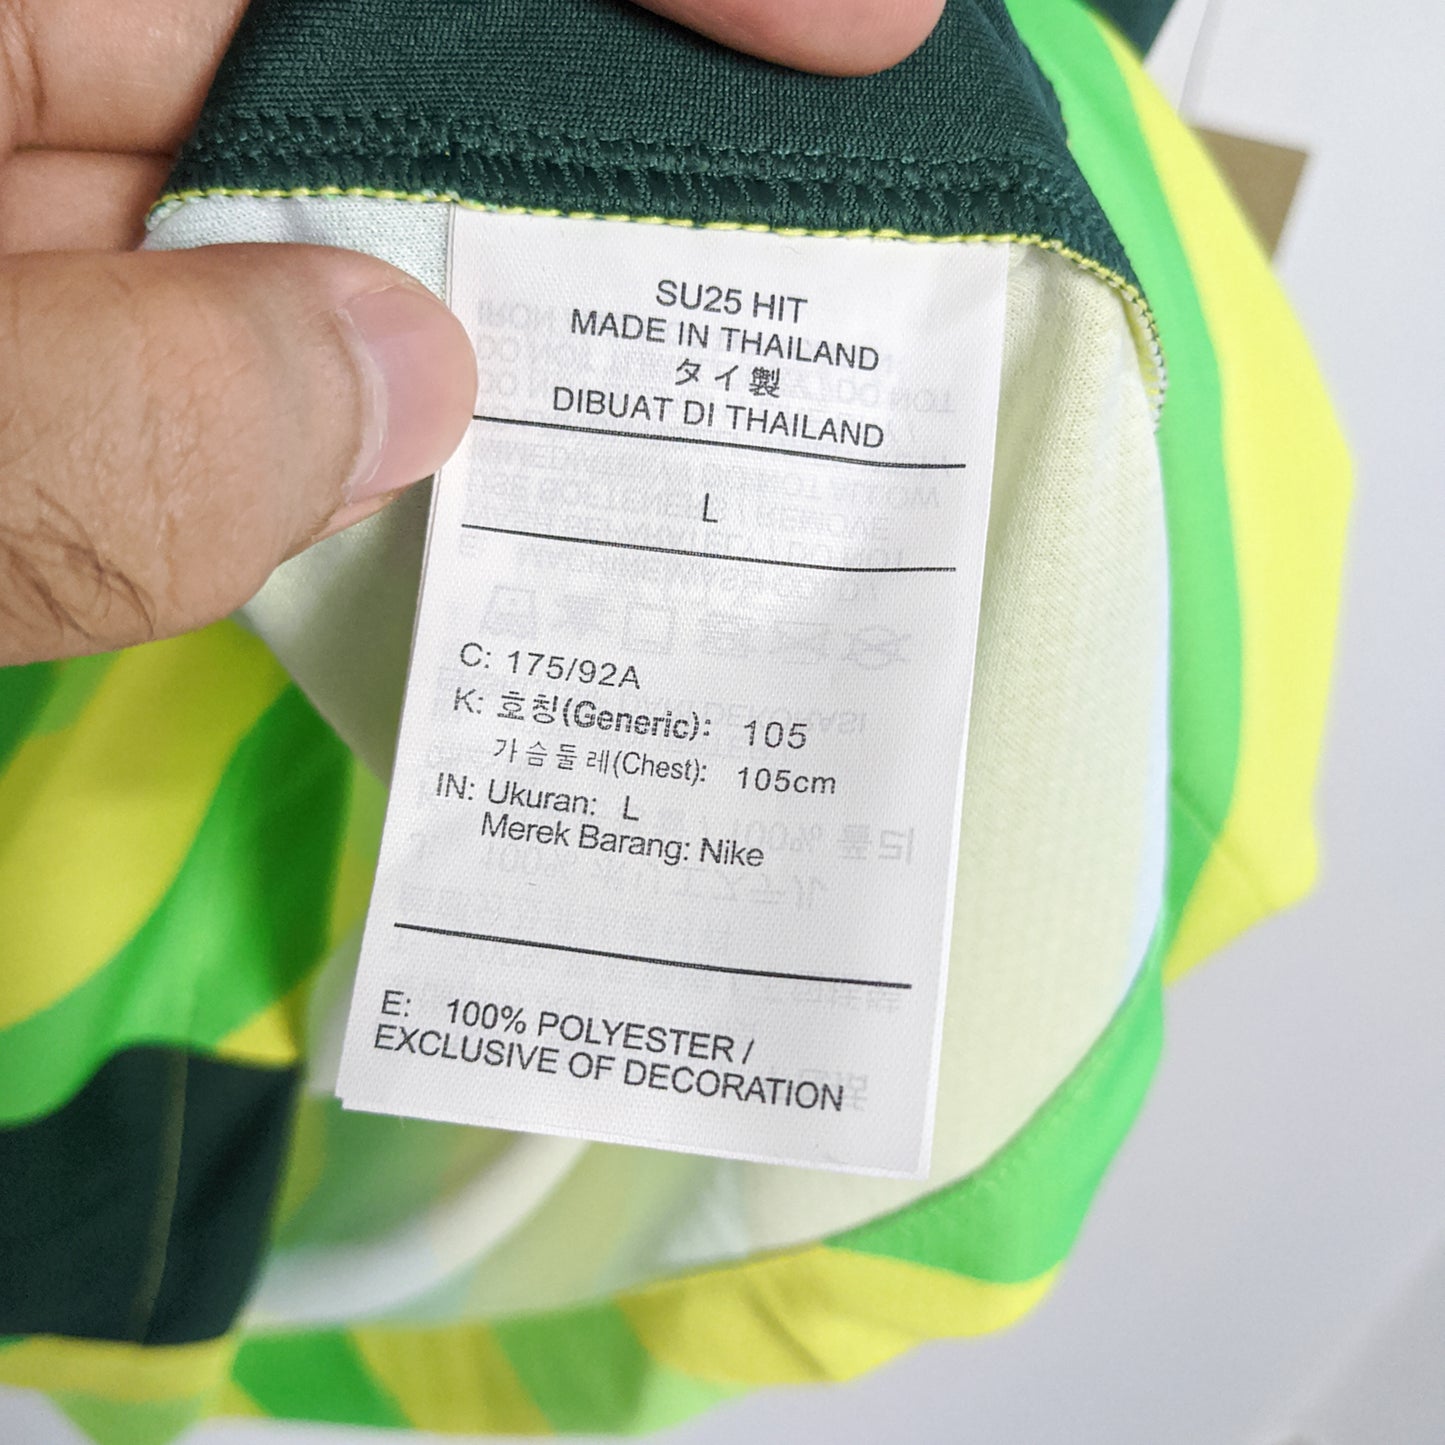 SU25 HIT
MADE IN THAILAND
タイ製
DIBUAT DI THAILAND
L
C: 175/92A
K: 호칭(Generic): 105
가슴둘레(Chest): 105cm
IN: Ukuran: L
Merek Barang: Nike
E: 100% POLYESTER /
EXCLUSIVE OF DECORATION